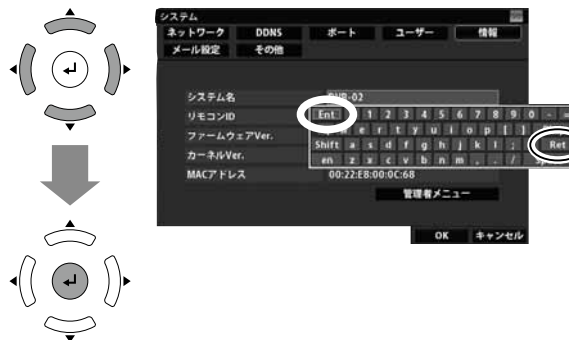 システム
ネットワーク DDNS ポート ユーザー 情報
メール設定 その他
システム名
リモコンID
Ent 1 2 3 4 5 6 7 8 9 0 - =
e r t y u i o p [ ]
ファームウェアVer.
Shift a s d f g h j k l ; Ret
カーネルVer.
en z x c v b n m , . /
MACアドレス 00:22:E8:00:0C:68
管理者メニュー
OK キャンセル